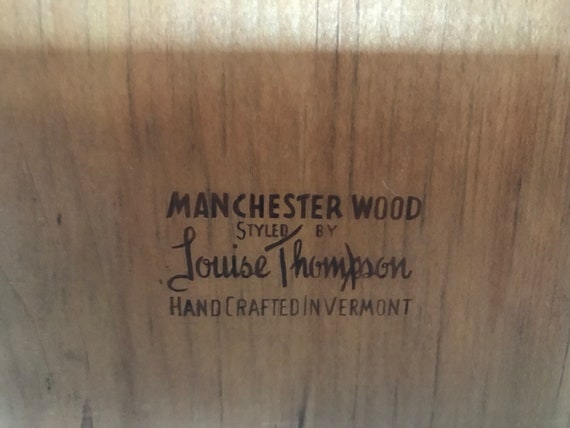 MANCHESTER WOOD
STYLED BY
Louise Thompson
HAND CRAFTED IN VERMONT